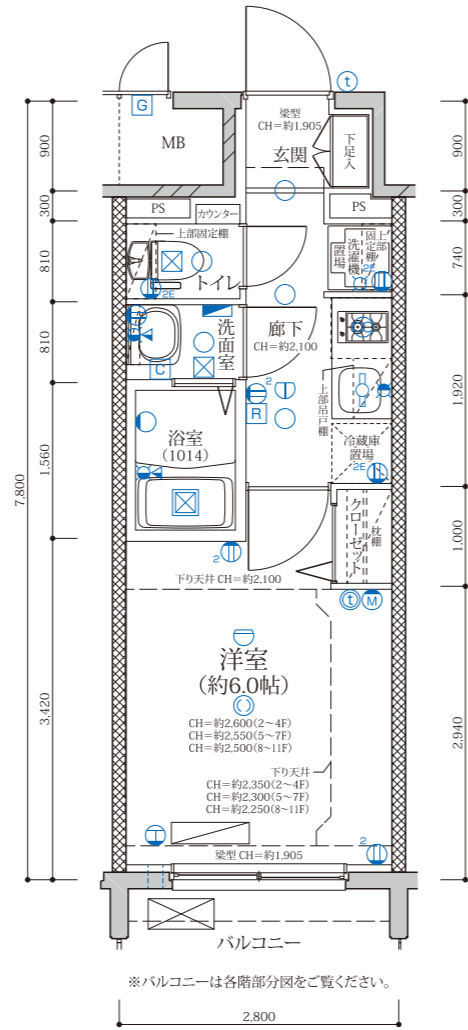 t
G
梁型
CH=約1,905
玄関
下足入
MB
PS
カウンター
PS
上部固定棚
トイレ
2E
上部
固定棚
洗濯機
置場
2E
洗面室
C
廊下
CH=約2,100
2
R
上部吊戸棚
浴室
(1014)
冷蔵庫
置場
2E
クローゼット
枕棚
2
下り天井 CH=約2,100
t
M
洋室
(約6.0帖)
CH=約2,600(2〜4F)
CH=約2,550(5〜7F)
CH=約2,500(8〜11F)
下り天井
CH=約2,350(2〜4F)
CH=約2,300(5〜7F)
CH=約2,250(8〜11F)
2
梁型 CH=約1,905
バルコニー
※バルコニーは各階部分図をご覧ください。
2,800
7,800
900
300
810
810
1,560
3,420
900
300
740
1,920
1,000
2,940